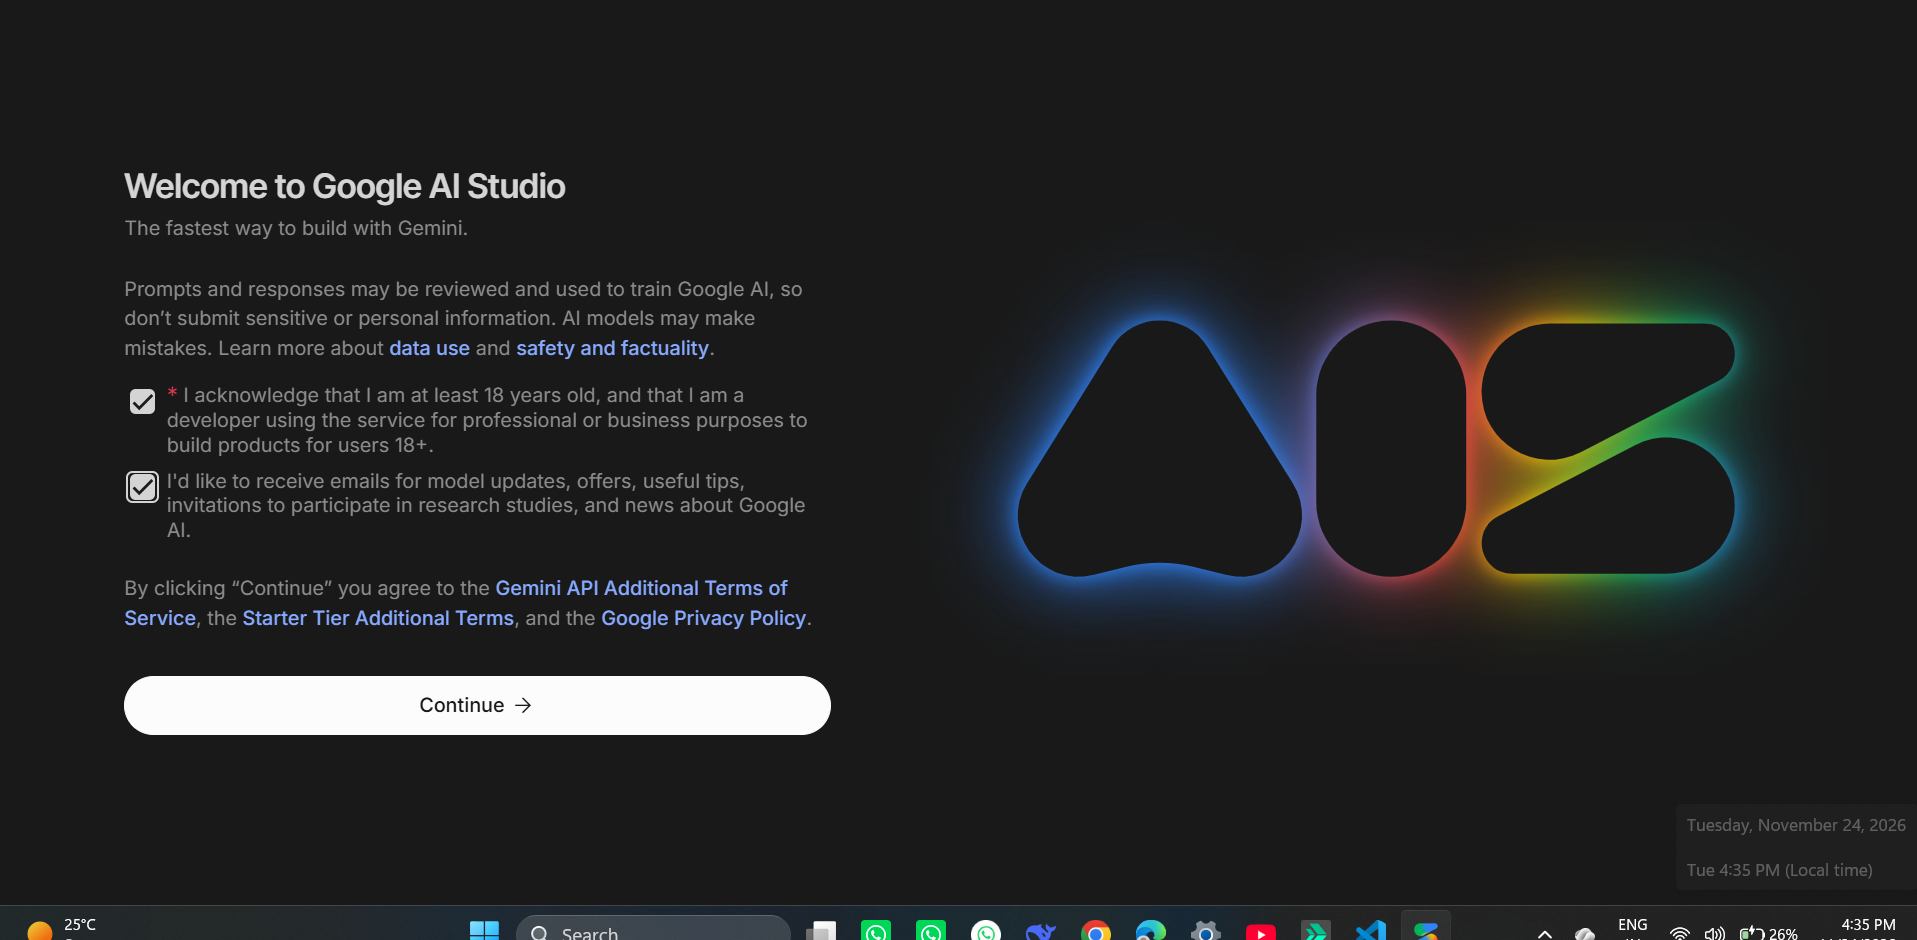 Welcome to Google AI Studio
The fastest way to build with Gemini.
Prompts and responses may be reviewed and used to train Google AI, so
don’t submit sensitive or personal information. AI models may make
mistakes. Learn more about data use and safety and factuality.
* I acknowledge that I am at least 18 years old, and that I am a
developer using the service for professional or business purposes to
build products for users 18+.
I'd like to receive emails for model updates, offers, useful tips,
invitations to participate in research studies, and news about Google
AI.
By clicking “Continue” you agree to the Gemini API Additional Terms of
Service, the Starter Tier Additional Terms, and the Google Privacy Policy.
Continue →
Tuesday, November 24, 2026
Tue 4:35 PM (Local time)
25°C
Search
ENG
26%
4:35 PM